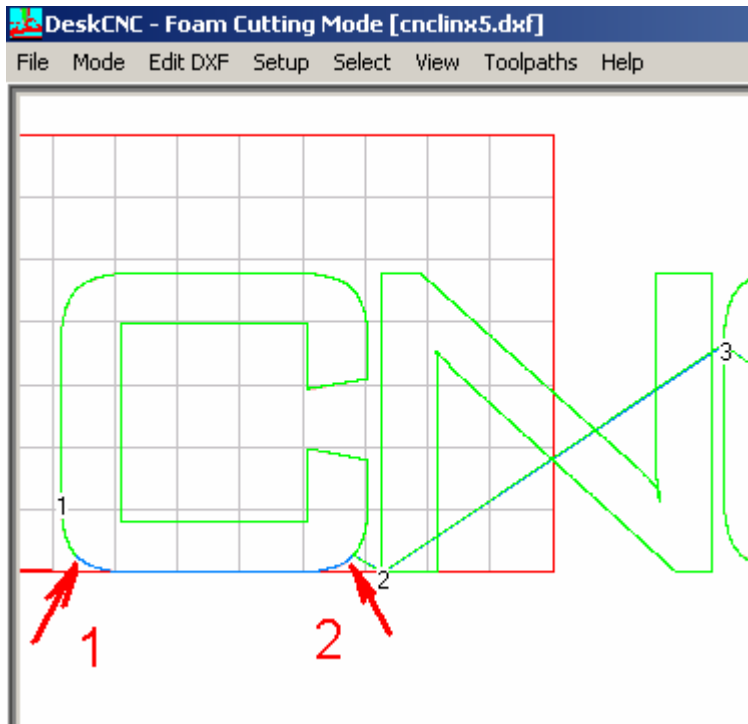 DeskCNC - Foam Cutting Mode [cnclinx5.dxf]
File Mode Edit DXF Setup Select View Toolpaths Help
3
1
2
1 2